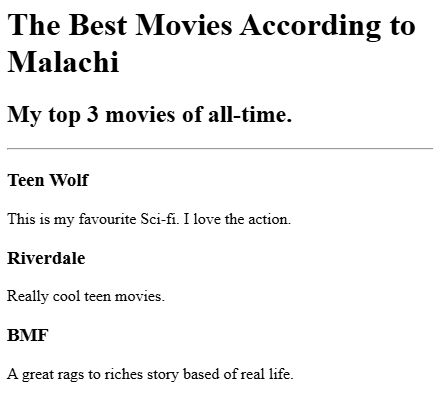 The Best Movies According to
Malachi
My top 3 movies of all-time.
Teen Wolf
This is my favourite Sci-fi. I love the action.
Riverdale
Really cool teen movies.
BMF
A great rags to riches story based of real life.